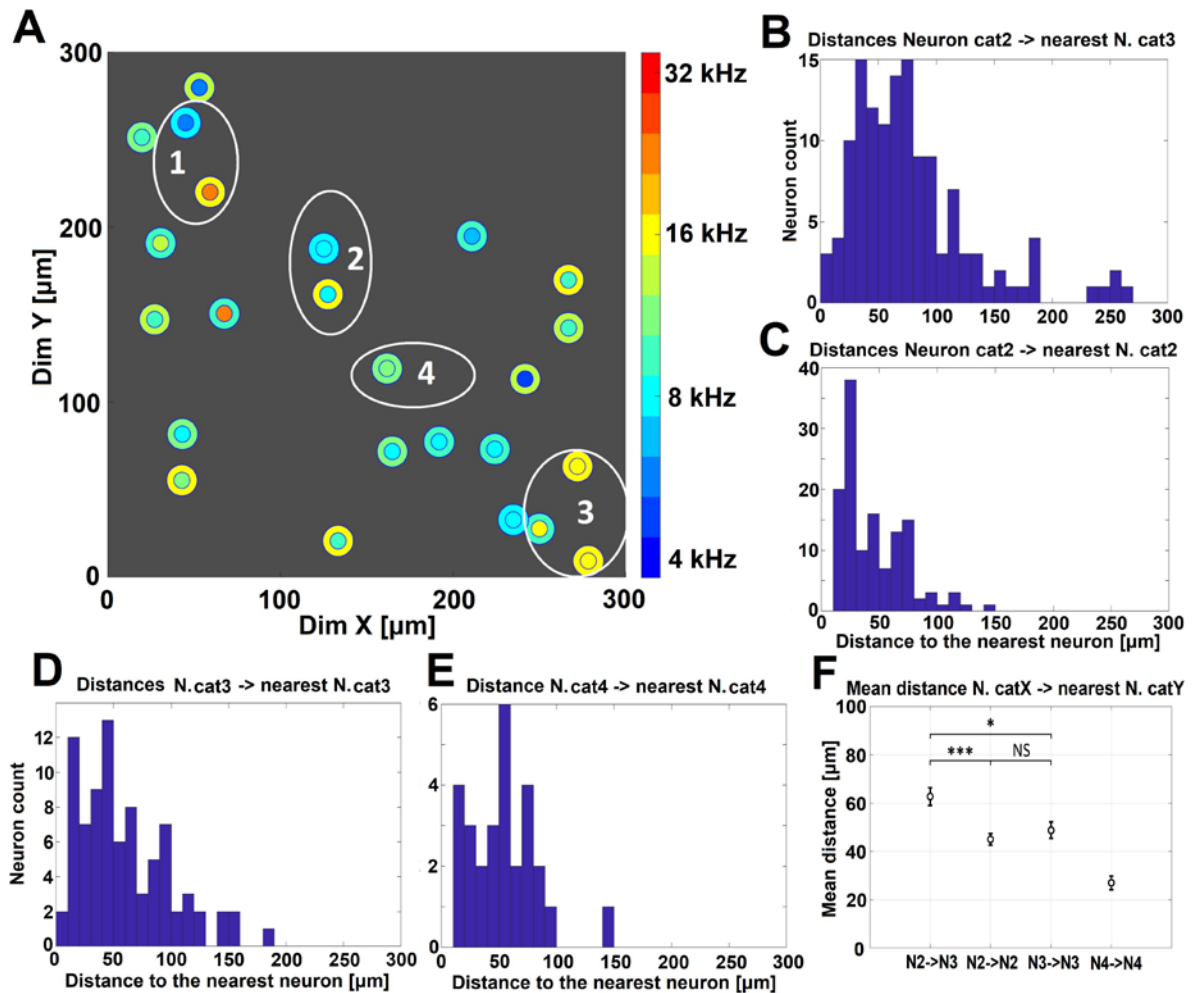 A
300
200
100
0
Dim Y [µm]
1
2
4
3
0
100
200
300
Dim X [µm]
32 kHz
16 kHz
8 kHz
4 kHz
B
Distances Neuron cat2 -> nearest N. cat3
15
10
5
0
Neuron count
0 50 100 150 200 250 300
C
Distances Neuron cat2 -> nearest N. cat2
40
30
20
10
0
0 50 100 150 200 250 300
Distance to the nearest neuron [µm]
D
Distances N.cat3 -> nearest N.cat3
12
10
8
6
4
2
0
Neuron count
0 50 100 150 200 250 300
Distance to the nearest neuron [µm]
E
Distance N.cat4 -> nearest N.cat4
6
4
2
0
0 50 100 150 200 250 300
Distance to the nearest neuron [µm]
F
Mean distance N. catX -> nearest N. catY
100
80
60
40
20
0
Mean distance [µm]
*
*** NS
N2->N3 N2->N2 N3->N3 N4->N4